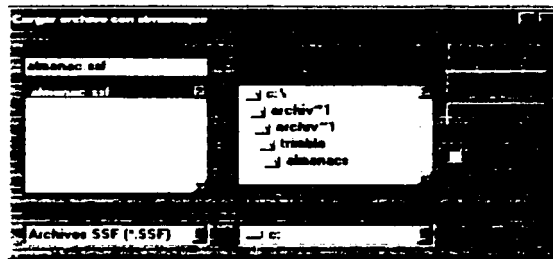 Cargar archivo con almanaque
almanac.ssf
almanac.ssf
c:\
archiv~1
archiv~1
trimble
almanacs
Archivos SSF (*.SSF)
c: